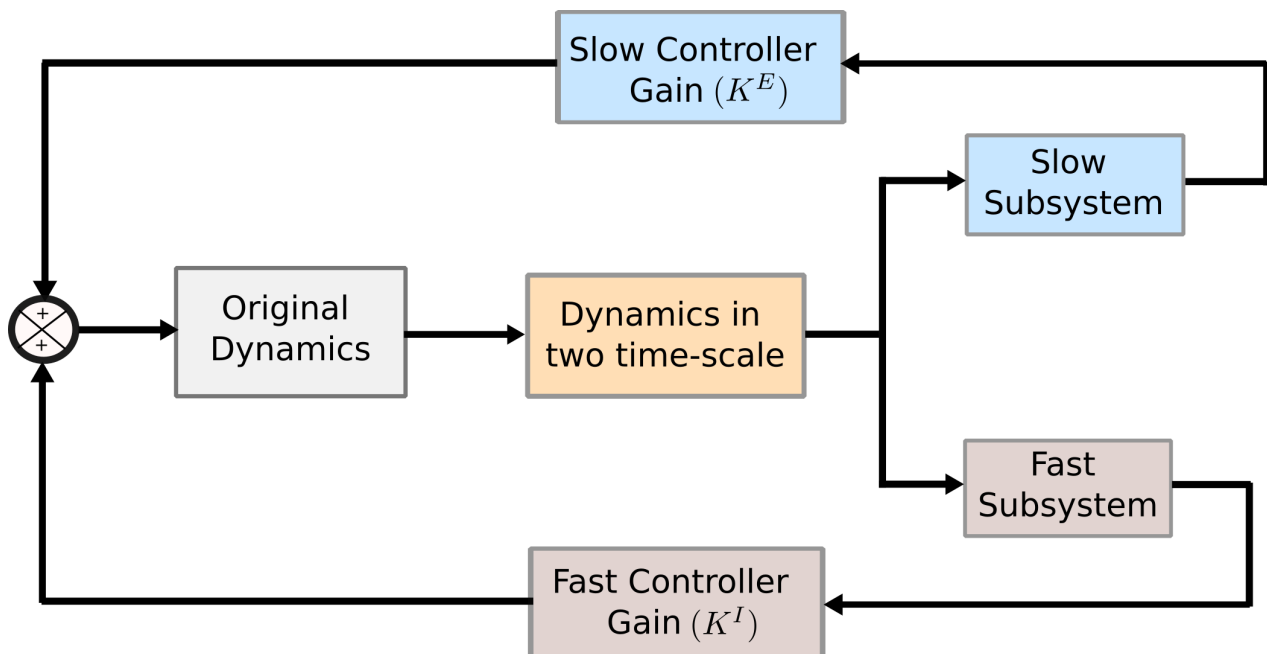 Slow Controller
Gain (K^E)
Slow
Subsystem
+
+
Original
Dynamics
Dynamics in
two time-scale
Fast
Subsystem
Fast Controller
Gain (K^I)